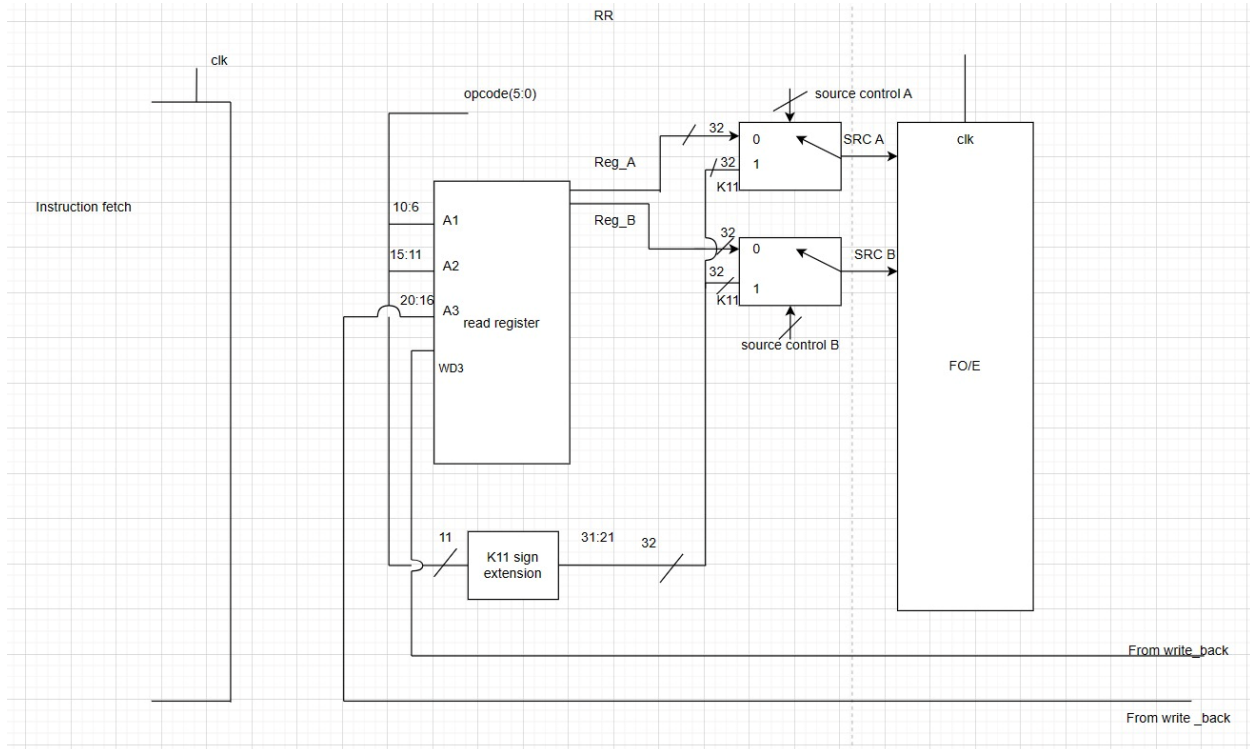 RR
clk
opcode(5:0)
source control A
32
0
SRC A
clk
Reg_A
32
1
K11
Instruction fetch
10:6
A1
Reg_B
32
0
SRC B
15:11
A2
32
1
K11
20:16
A3
read register
source control B
WD3
FO/E
11
K11 sign
extension
31:21
32
From write_back
From write _back